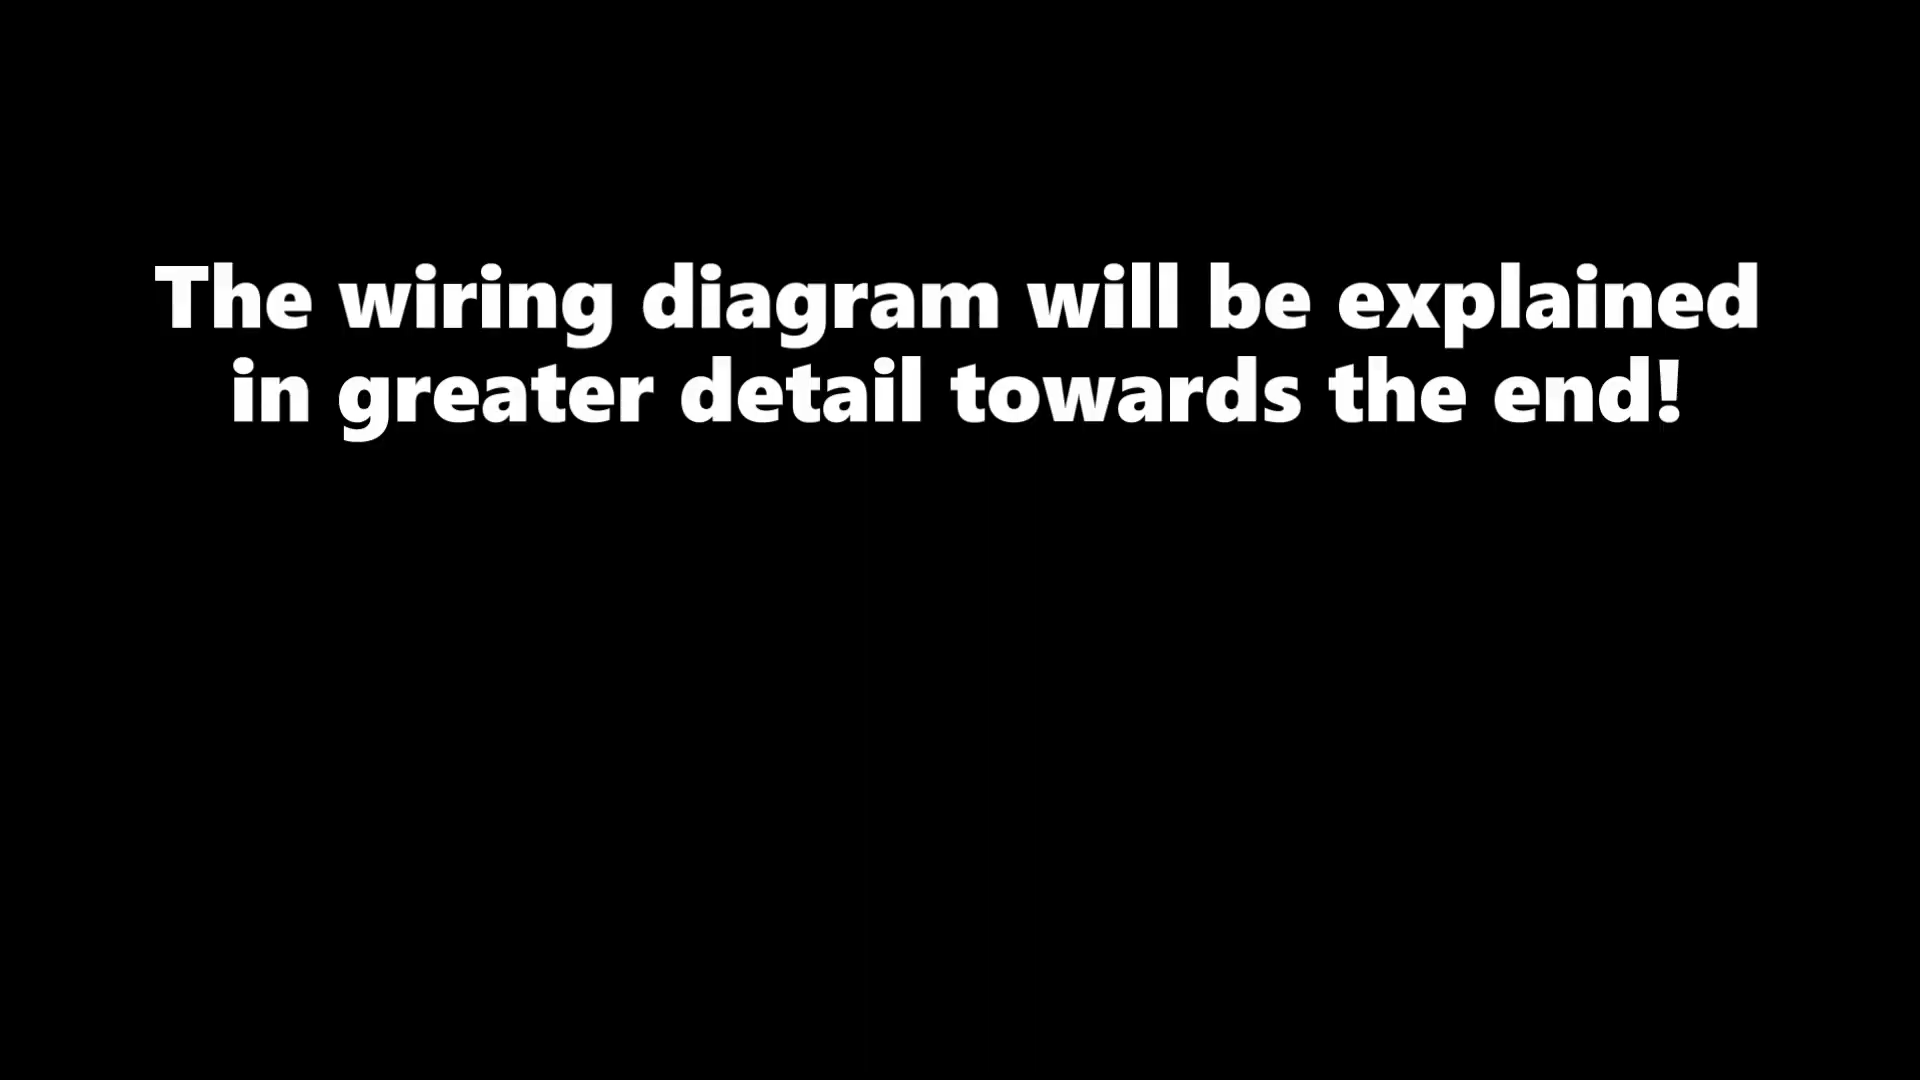 The wiring diagram will be explained
in greater detail towards the end!